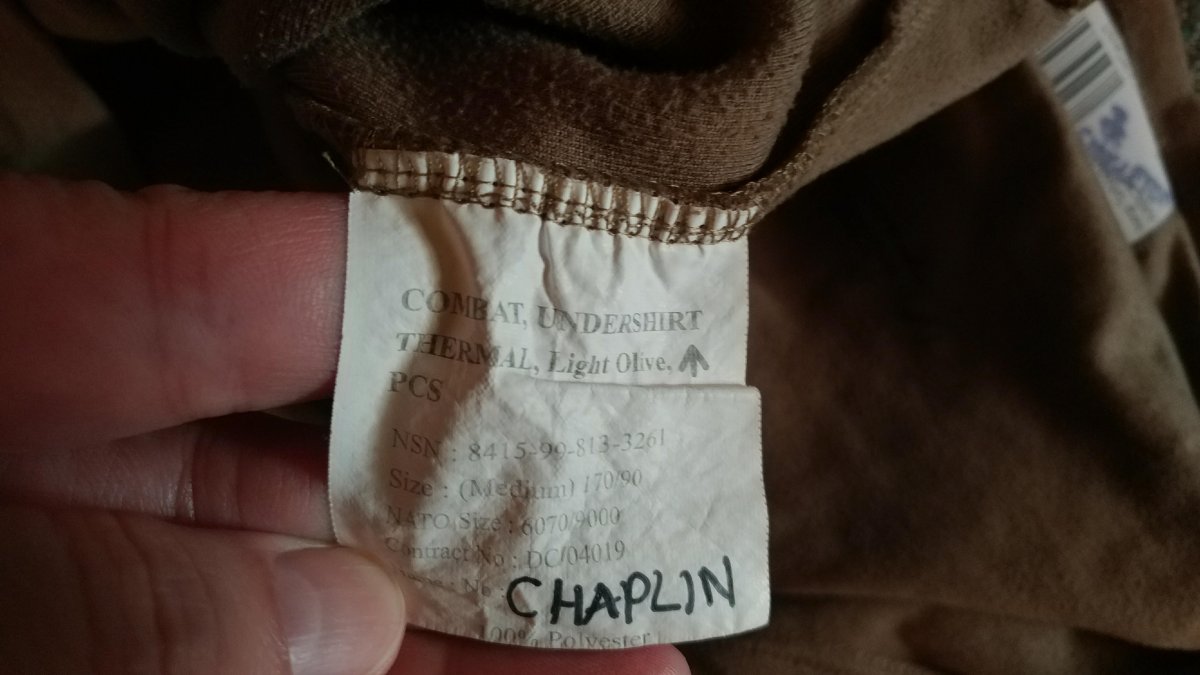 COMBAT, UNDERSHIRT
THERMAL, Light Olive,
PCS
NSN : 8415-99-813-3261
Size : (Medium) 170/90
NATO Size : 6070/9000
Contract No : DC/04019
No :
CHAPLIN
100% Polyester